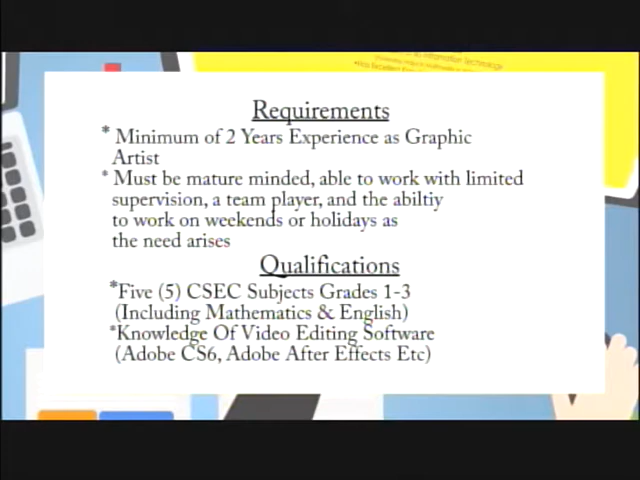 Information Technology
Requirements
* Minimum of 2 Years Experience as Graphic
Artist
* Must be mature minded, able to work with limited
supervision, a team player, and the abiltiy
to work on weekends or holidays as
the need arises
Qualifications
*Five (5) CSEC Subjects Grades 1-3
(Including Mathematics & English)
*Knowledge Of Video Editing Software
(Adobe CS6, Adobe After Effects Etc)